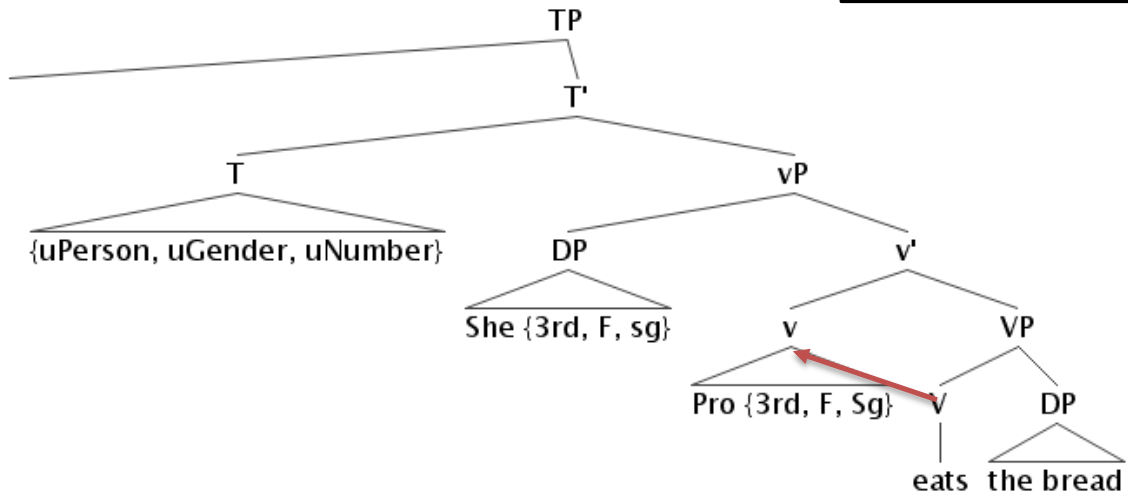 TP
T'
T vP
{uPerson, uGender, uNumber} DP v'
She {3rd, F, sg} v VP
Pro {3rd, F, Sg} V DP
eats the bread